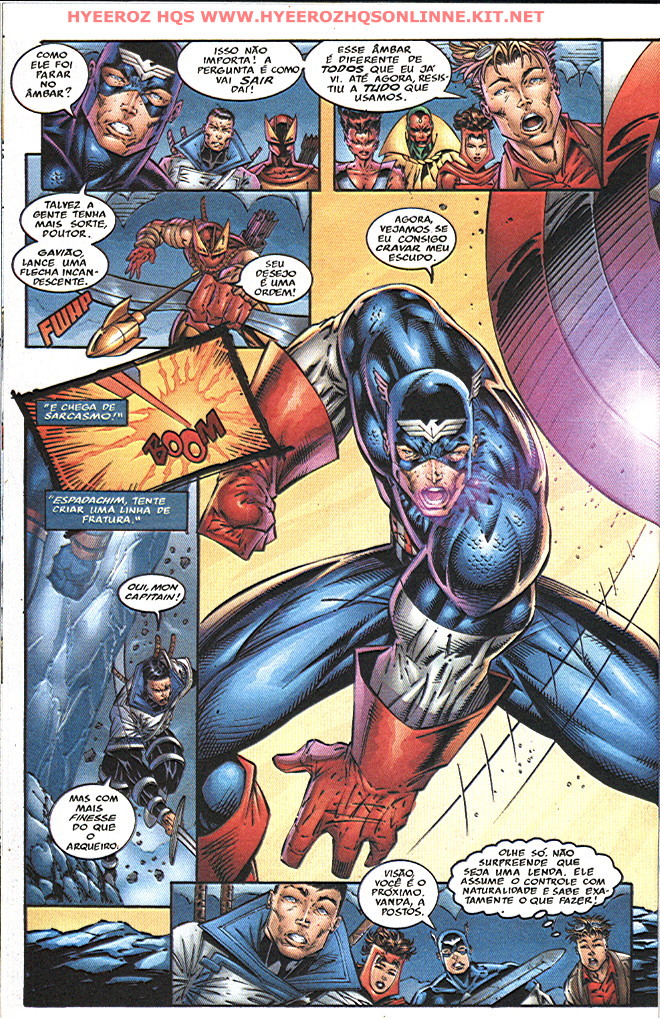 HYEEROZ HQS WWW.HYEEROZHQSONLINNE.KIT.NET
COMO
ELE FOI
PARAR
NO
ÂMBAR?
ISSO NÃO
IMPORTA! A
PERGUNTA É COMO
VAI SAIR
DAÍ!
ESSE ÂMBAR
É DIFERENTE DE
TODOS QUE EU JÁ
VI. ATÉ AGORA, RESIS-
TIU A TUDO QUE
USAMOS.
TALVEZ A
GENTE TENHA
MAIS SORTE,
DOUTOR.
GAVIÃO,
LANCE UMA
FLECHA INCAN-
DESCENTE.
SEU
DESEJO
É UMA
ORDEM!
FWHP
AGORA,
VEJAMOS SE
EU CONSIGO
CRAVAR MEU
ESCUDO.
"E CHEGA DE
SARCASMO!"
BOOM
"ESPADACHIM, TENTE
CRIAR UMA LINHA DE
FRATURA."
OUI, MON
CAPITAIN!
MAS COM
MAIS
FINESSE
DO QUE
O
ARQUEIRO.
VISÃO,
VOCÊ É O
PRÓXIMO.
VANDA, A
POSTOS.
OLHE SÓ. NÃO
SURPREENDE QUE
SEJA UMA LENDA. ELE
ASSUME O CONTROLE COM
NATURALIDADE E SABE EXA-
TAMENTE O QUE FAZER!